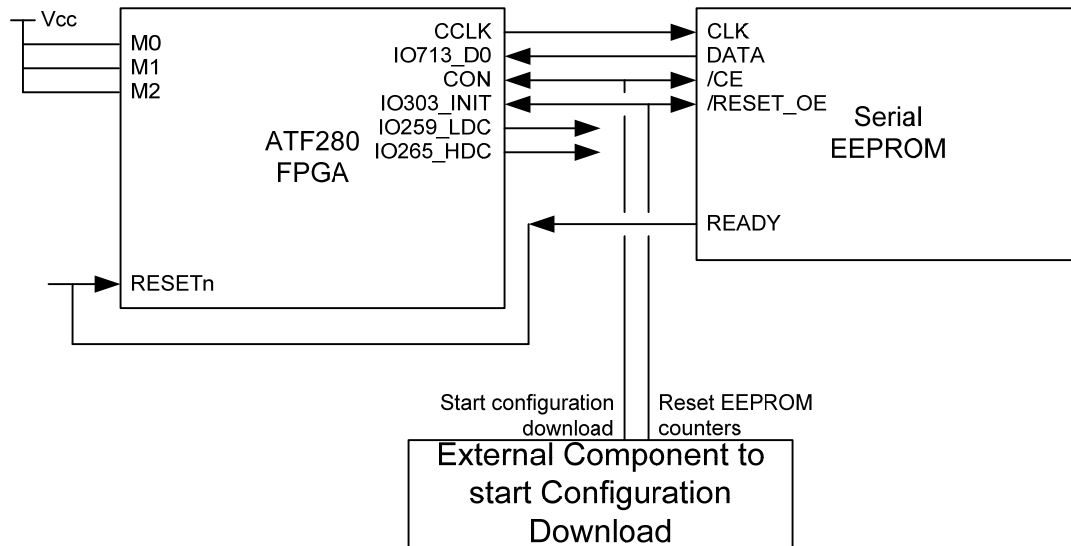 Vcc
M0
M1
M2
CCLK
IO713_D0
CON
IO303_INIT
IO259_LDC
IO265_HDC
ATF280
FPGA
RESETn
CLK
DATA
/CE
/RESET_OE
Serial
EEPROM
READY
Start configuration
download
Reset EEPROM
counters
External Component to
start Configuration
Download